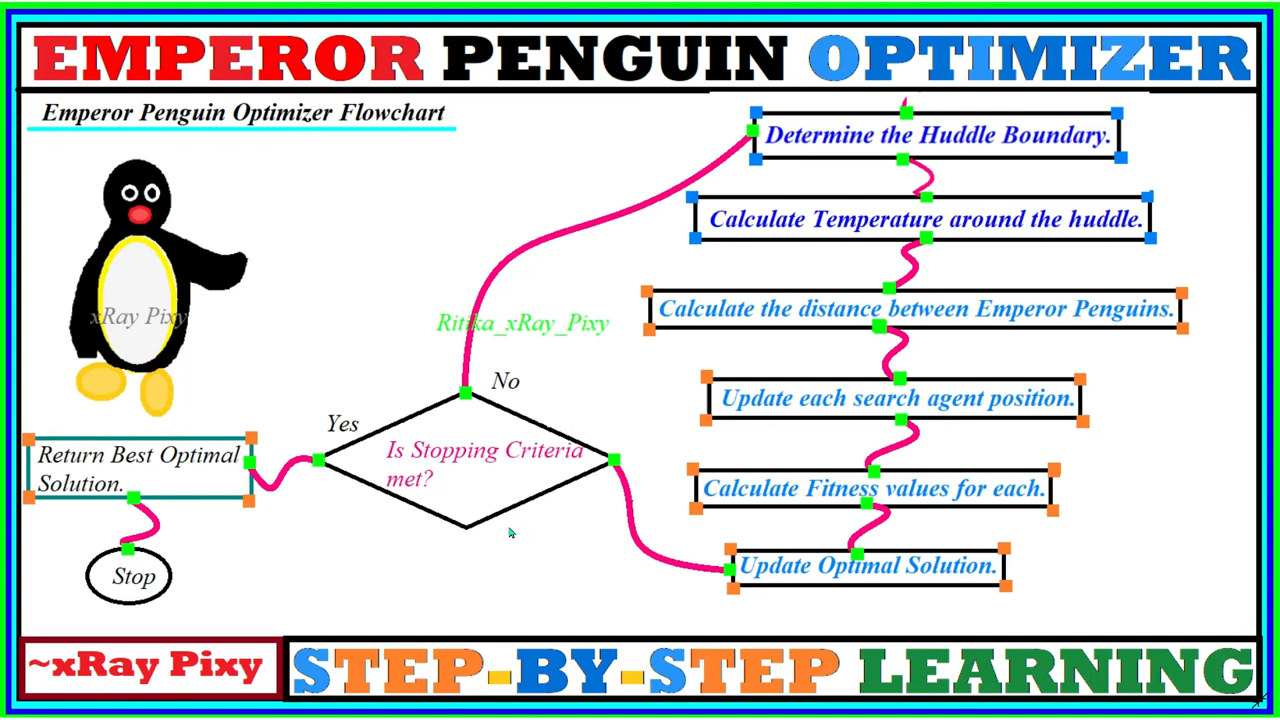 EMPEROR PENGUIN OPTIMIZER
Emperor Penguin Optimizer Flowchart
Determine the Huddle Boundary.
Calculate Temperature around the huddle.
Calculate the distance between Emperor Penguins.
xRay Pixy
Ritika_xRay_Pixy
No
Yes
Update each search agent position.
Is Stopping Criteria
met?
Return Best Optimal
Solution.
Calculate Fitness values for each.
Update Optimal Solution.
Stop
~xRay Pixy
STEP-BY-STEP LEARNING